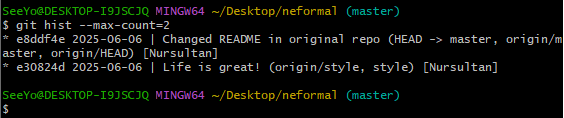 SeeYo@DESKTOP-I9JSCJQ MINGW64 ~/Desktop/neformal (master)
$ git hist --max-count=2
* e8ddf4e 2025-06-06 | Changed README in original repo (HEAD -> master, origin/m
aster, origin/HEAD) [Nursultan]
* e30824d 2025-06-06 | Life is great! (origin/style, style) [Nursultan]
SeeYo@DESKTOP-I9JSCJQ MINGW64 ~/Desktop/neformal (master)
$